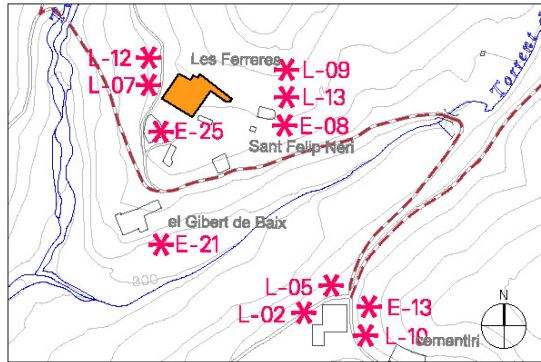 L-12
Les Ferreres
L-09
L-07
L-13
E-25
E-08
Sant Felip Neri
Torrent
el Gibert de Baix
E-21
300
L-05
L-02
E-13
L-10
cementiri
N